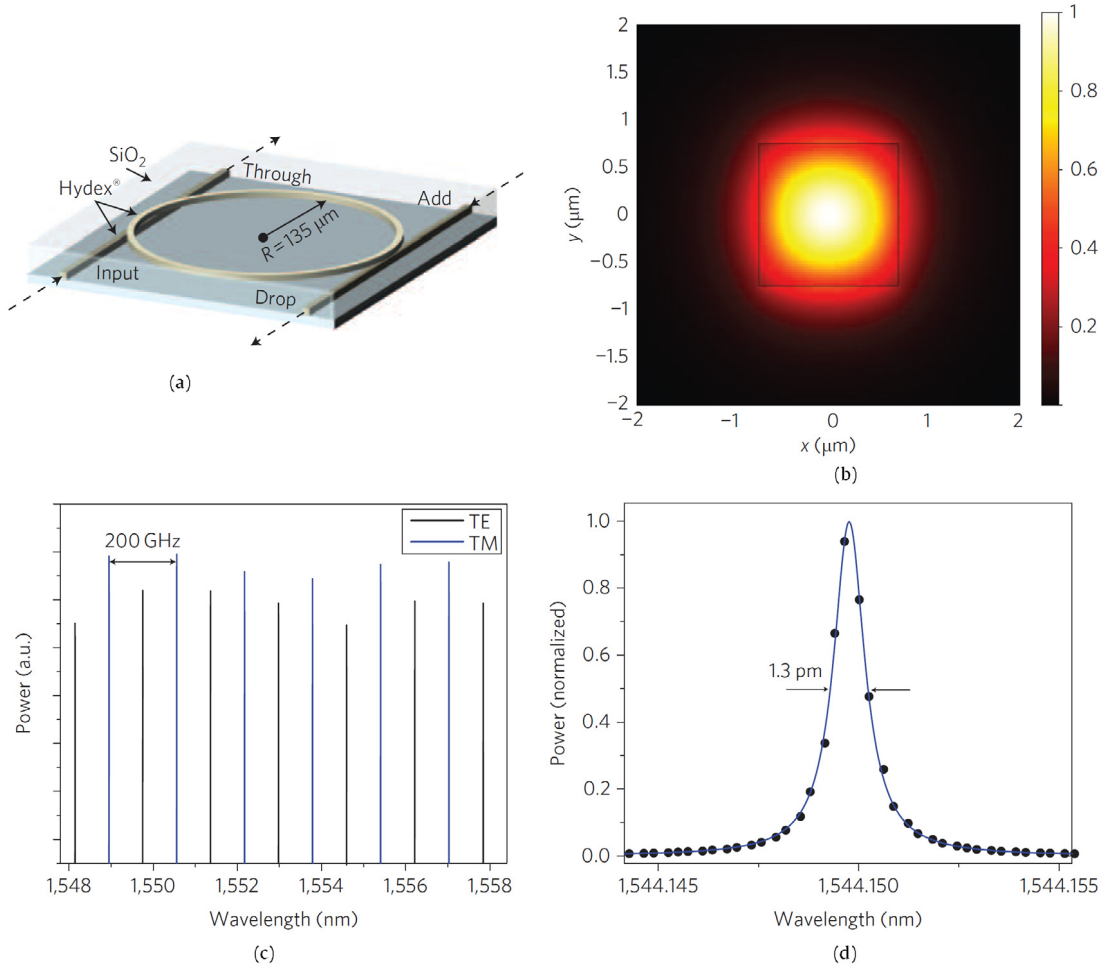 SiO2
Hydex®
Through
Add
R = 135 μm
Input
Drop
(a)
2
1.5
1
0.5
0
−0.5
−1
−1.5
−2
y (μm)
−2
−1
0
1
2
x (μm)
1
0.8
0.6
0.4
0.2
(b)
200 GHz
TE
TM
Power (a.u.)
1,548
1,550
1,552
1,554
1,556
1,558
Wavelength (nm)
(c)
1.0
0.8
0.6
0.4
0.2
0.0
Power (normalized)
1.3 pm
1,5444.145
1,5444.150
1,5444.155
Wavelength (nm)
(d)